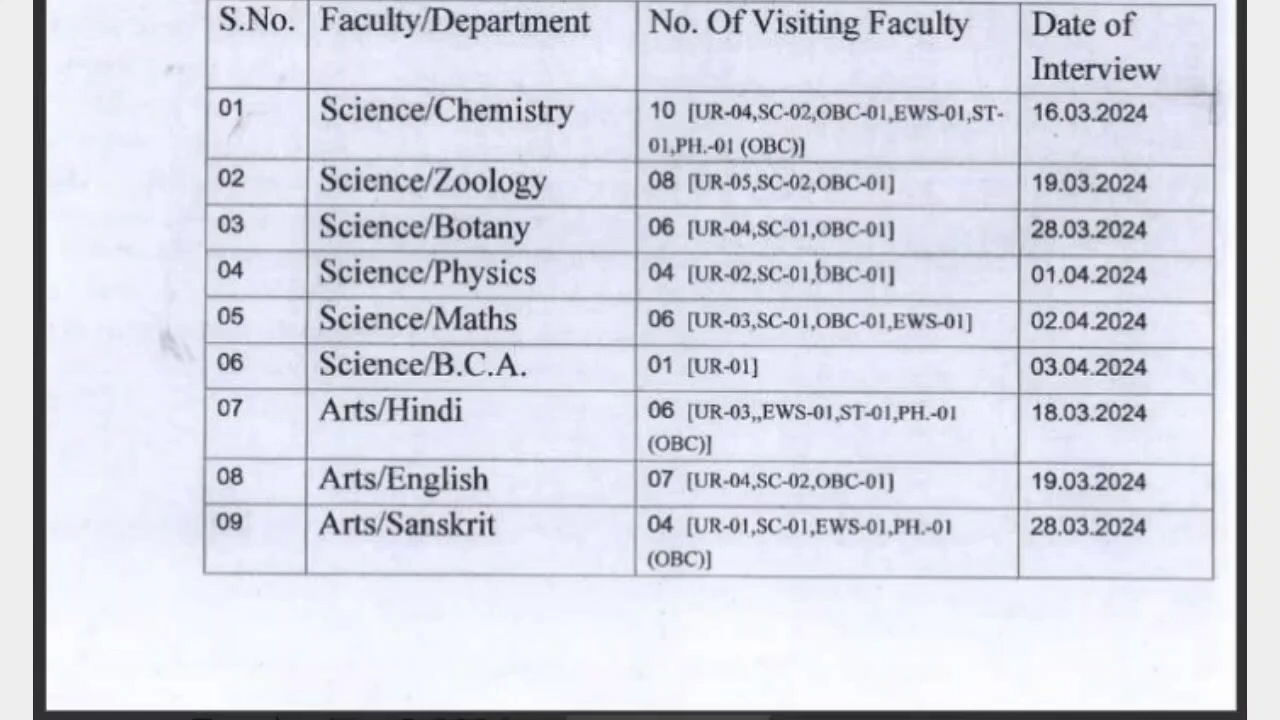 S.No. Faculty/Department No. Of Visiting Faculty Date of
Interview
01 Science/Chemistry 10 [UR-04,SC-02,OBC-01,EWS-01,ST-
01,PH.-01 (OBC)] 16.03.2024
02 Science/Zoology 08 [UR-05,SC-02,OBC-01] 19.03.2024
03 Science/Botany 06 [UR-04,SC-01,OBC-01] 28.03.2024
04 Science/Physics 04 [UR-02,SC-01,OBC-01] 01.04.2024
05 Science/Maths 06 [UR-03,SC-01,OBC-01,EWS-01] 02.04.2024
06 Science/B.C.A. 01 [UR-01] 03.04.2024
07 Arts/Hindi 06 [UR-03,,EWS-01,ST-01,PH.-01
(OBC)] 18.03.2024
08 Arts/English 07 [UR-04,SC-02,OBC-01] 19.03.2024
09 Arts/Sanskrit 04 [UR-01,SC-01,EWS-01,PH.-01
(OBC)] 28.03.2024